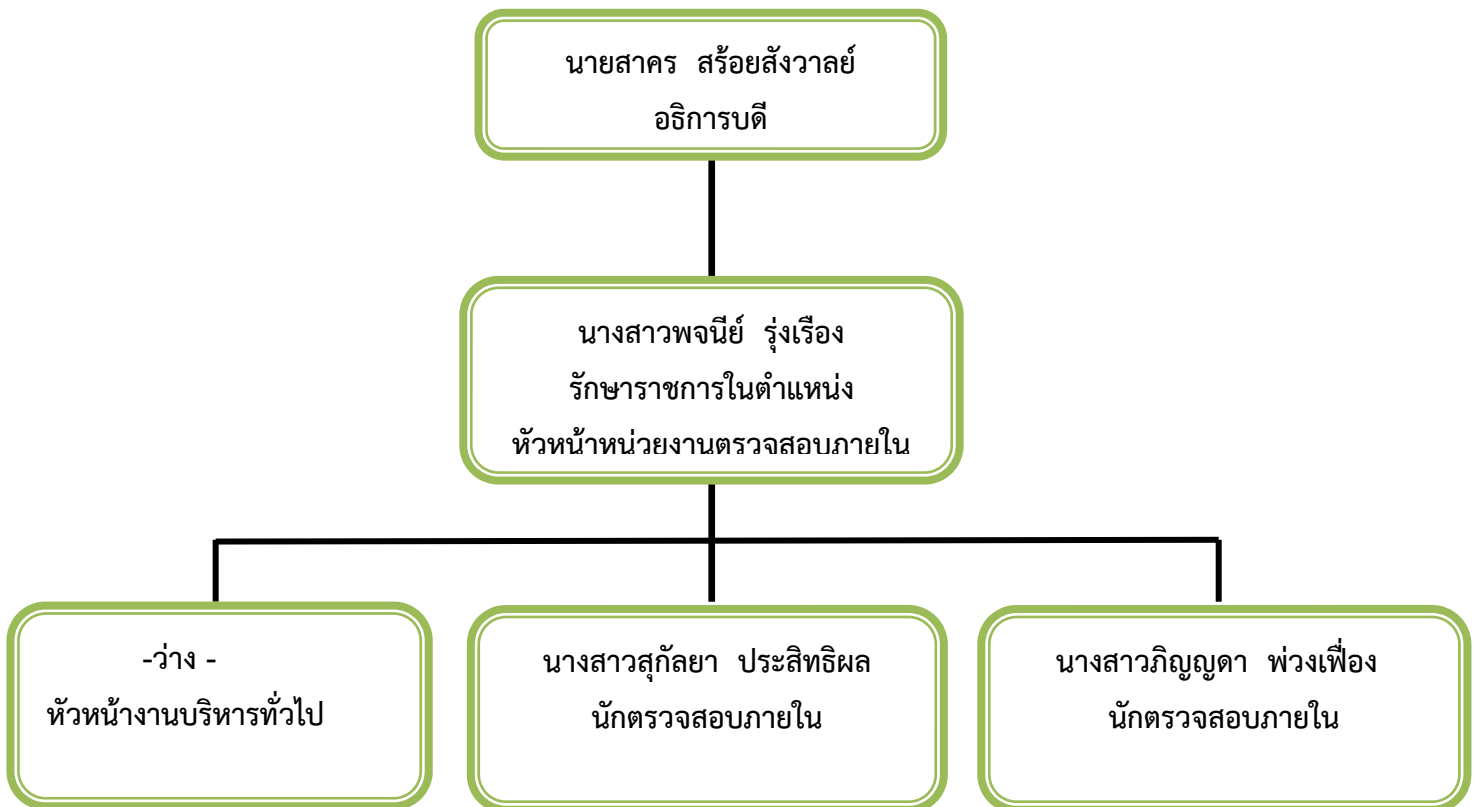 นายสาคร สร้อยสังวาลย์
อธิการบดี
นางสาวพจนีย์ รุ่งเรือง
รักษาราชการในตำแหน่ง
หัวหน้าหน่วยงานตรวจสอบภายใน
-ว่าง -
หัวหน้างานบริหารทั่วไป
นางสาวสุกัลยา ประสิทธิผล
นักตรวจสอบภายใน
นางสาวภิญญดา พ่วงเฟื่อง
นักตรวจสอบภายใน